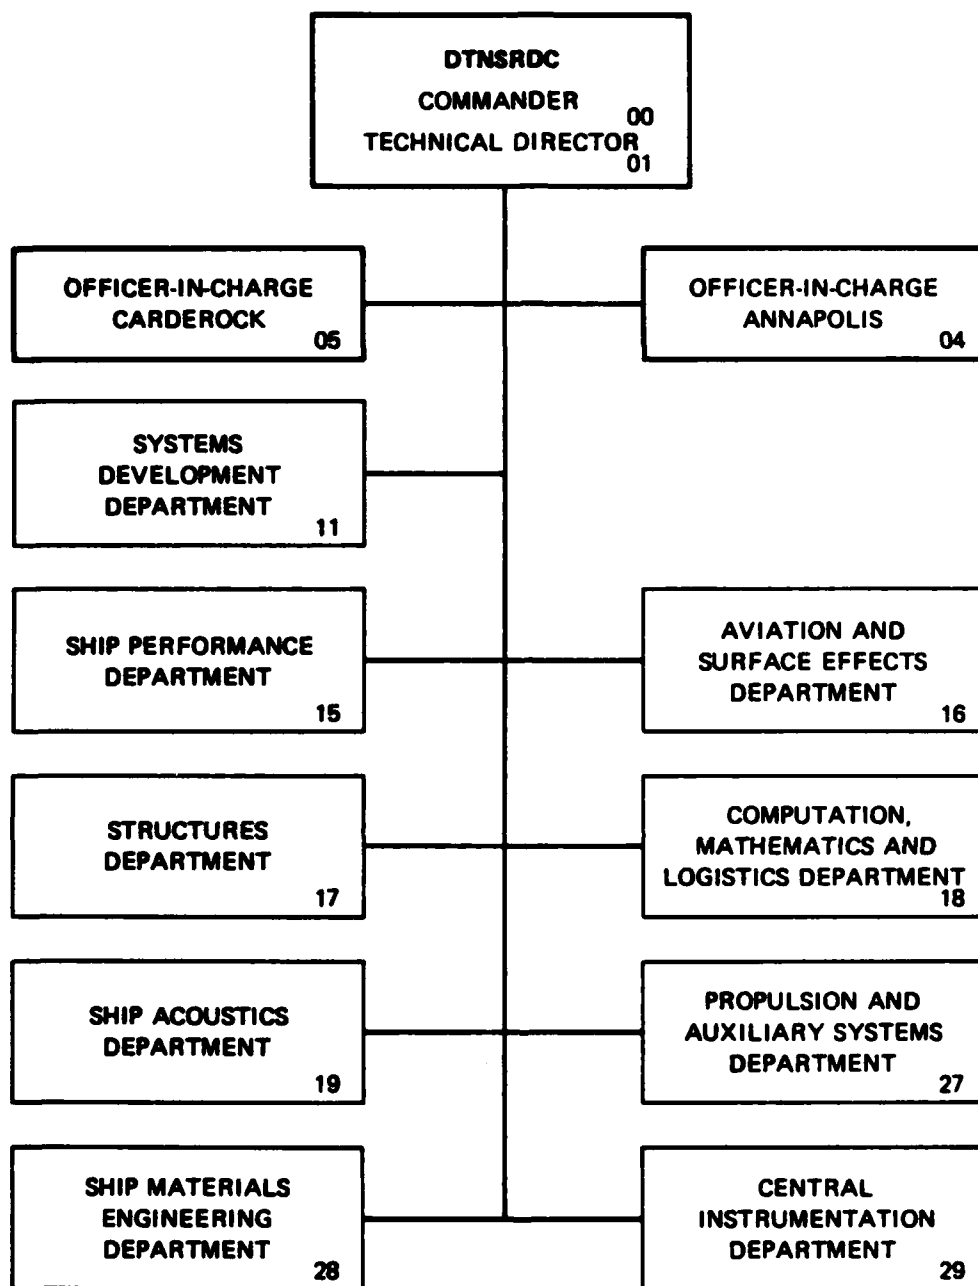 DTNSRDC
COMMANDER
00
TECHNICAL DIRECTOR
01
OFFICER-IN-CHARGE
CARDEROCK
05
OFFICER-IN-CHARGE
ANNAPOLIS
04
SYSTEMS
DEVELOPMENT
DEPARTMENT
11
SHIP PERFORMANCE
DEPARTMENT
15
AVIATION AND
SURFACE EFFECTS
DEPARTMENT
16
STRUCTURES
DEPARTMENT
17
COMPUTATION,
MATHEMATICS AND
LOGISTICS DEPARTMENT
18
SHIP ACOUSTICS
DEPARTMENT
19
PROPULSION AND
AUXILIARY SYSTEMS
DEPARTMENT
27
SHIP MATERIALS
ENGINEERING
DEPARTMENT
28
CENTRAL
INSTRUMENTATION
DEPARTMENT
29